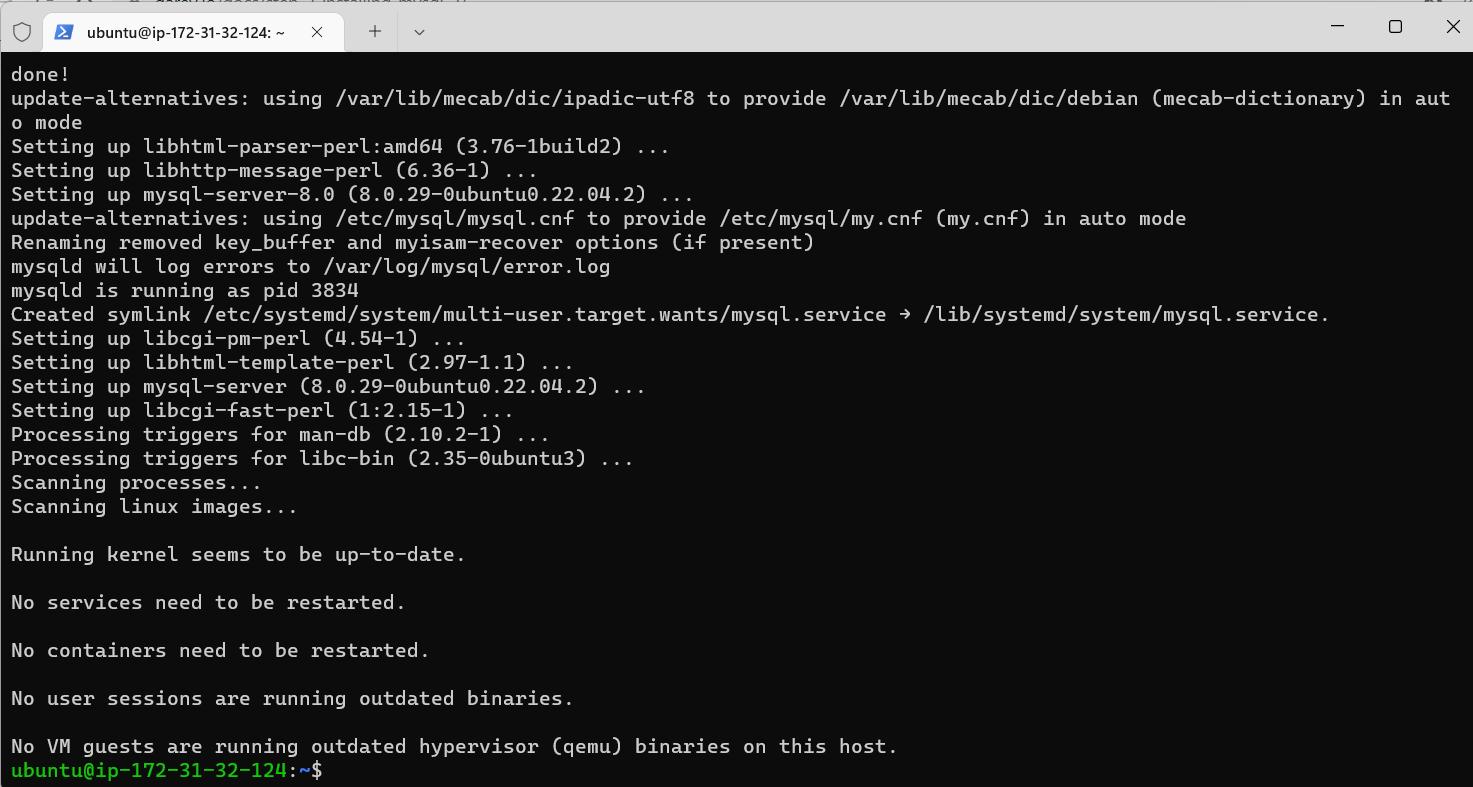 ubuntu@ip-172-31-32-124: ~
done!
update-alternatives: using /var/lib/mecab/dic/ipadic-utf8 to provide /var/lib/mecab/dic/debian (mecab-dictionary) in aut
o mode
Setting up libhtml-parser-perl:amd64 (3.76-1build2) ...
Setting up libhttp-message-perl (6.36-1) ...
Setting up mysql-server-8.0 (8.0.29-0ubuntu0.22.04.2) ...
update-alternatives: using /etc/mysql/mysql.cnf to provide /etc/mysql/my.cnf (my.cnf) in auto mode
Renaming removed key_buffer and myisam-recover options (if present)
mysqld will log errors to /var/log/mysql/error.log
mysqld is running as pid 3834
Created symlink /etc/systemd/system/multi-user.target.wants/mysql.service → /lib/systemd/system/mysql.service.
Setting up libcgi-pm-perl (4.54-1) ...
Setting up libhtml-template-perl (2.97-1.1) ...
Setting up mysql-server (8.0.29-0ubuntu0.22.04.2) ...
Setting up libcgi-fast-perl (1:2.15-1) ...
Processing triggers for man-db (2.10.2-1) ...
Processing triggers for libc-bin (2.35-0ubuntu3) ...
Scanning processes...
Scanning linux images...
Running kernel seems to be up-to-date.
No services need to be restarted.
No containers need to be restarted.
No user sessions are running outdated binaries.
No VM guests are running outdated hypervisor (qemu) binaries on this host.
ubuntu@ip-172-31-32-124:~$